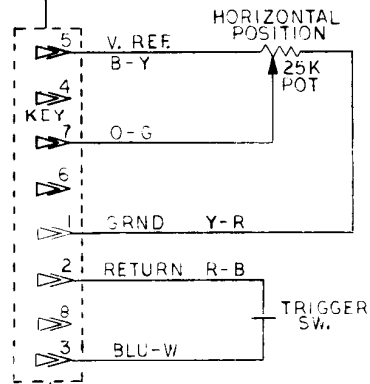 HORIZONTAL
POSITION
5 V. REF.
B-Y
25K
POT
4
KEY
7 O-G
6
1 GRND Y-R
2 RETURN R-B
TRIGGER
SW.
8
3 BLU-W